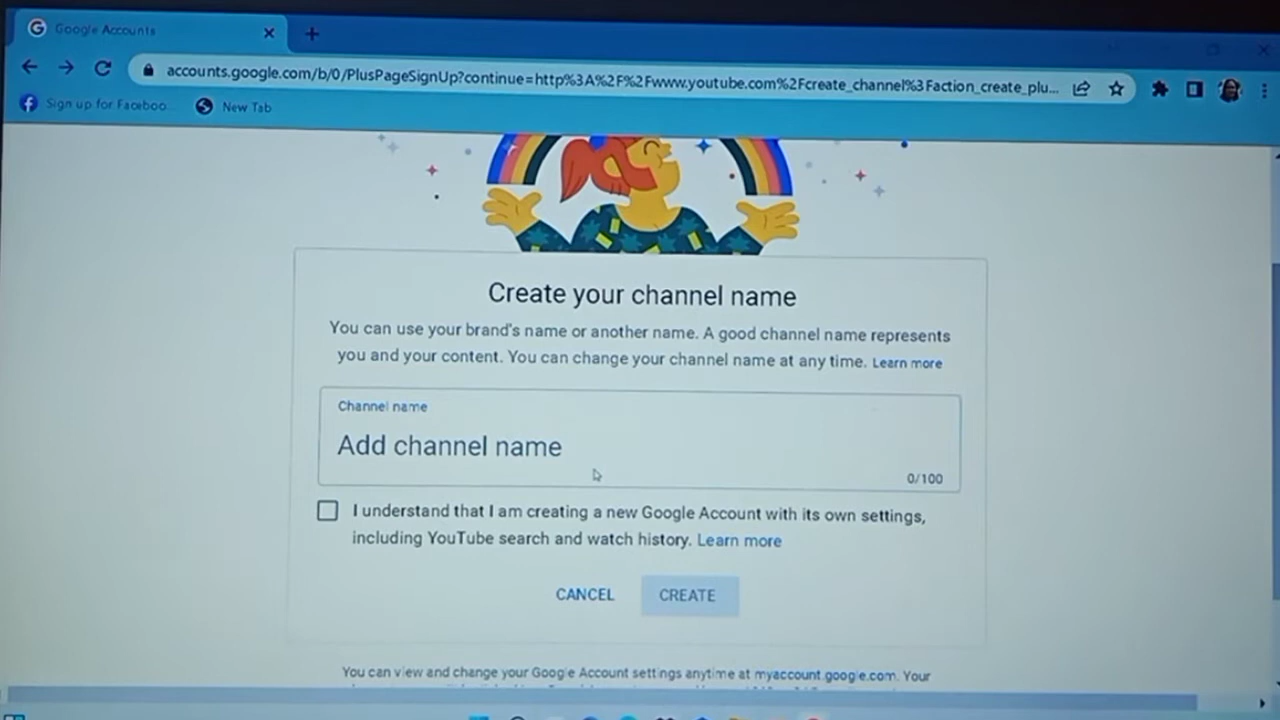 Google Accounts
accounts.google.com/b/0/PlusPageSignUp?continue=http%3A%2F%2Fwww.youtube.com%2Fcreate_channel%3Faction_create_plu...
Sign up for Faceboo...
New Tab
Create your channel name
You can use your brand's name or another name. A good channel name represents
you and your content. You can change your channel name at any time. Learn more
Channel name
Add channel name
0/100
I understand that I am creating a new Google Account with its own settings,
including YouTube search and watch history. Learn more
CANCEL CREATE
You can view and change your Google Account settings anytime at myaccount.google.com. Your